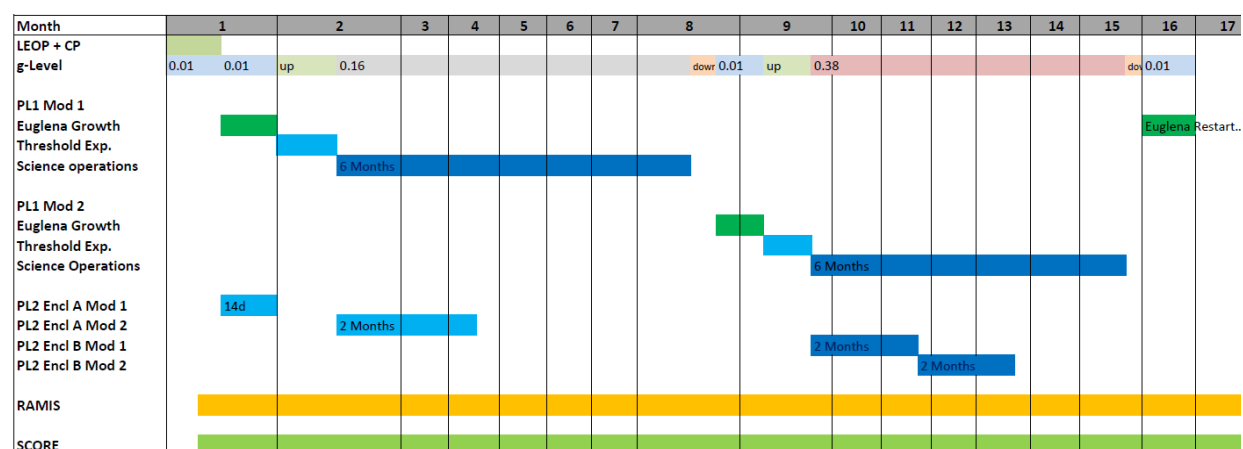 Month 1 2 3 4 5 6 7 8 9 10 11 12 13 14 15 16 17
LEOP + CP
g-Level 0.01 0.01 up 0.16 dowr 0.01 up 0.38 dov 0.01
PL1 Mod 1
Euglena Growth Euglena Restart..
Threshold Exp.
Science operations 6 Months
PL1 Mod 2
Euglena Growth
Threshold Exp.
Science Operations 6 Months
PL2 Encl A Mod 1 14d
PL2 Encl A Mod 2 2 Months
PL2 Encl B Mod 1 2 Months
PL2 Encl B Mod 2 2 Months
RAMIS
SCORE